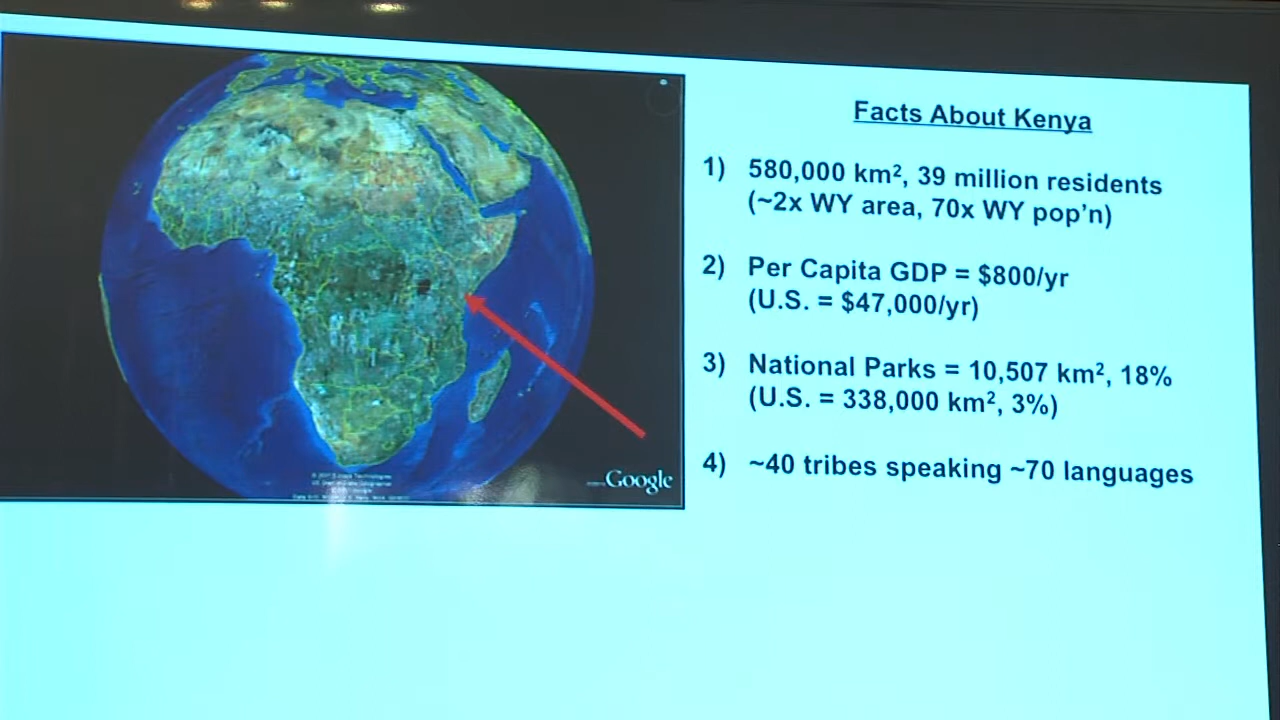 Facts About Kenya
1) 580,000 km², 39 million residents
(~2x WY area, 70x WY pop'n)
2) Per Capita GDP = $800/yr
(U.S. = $47,000/yr)
3) National Parks = 10,507 km², 18%
(U.S. = 338,000 km², 3%)
4) ~40 tribes speaking ~70 languages
Google